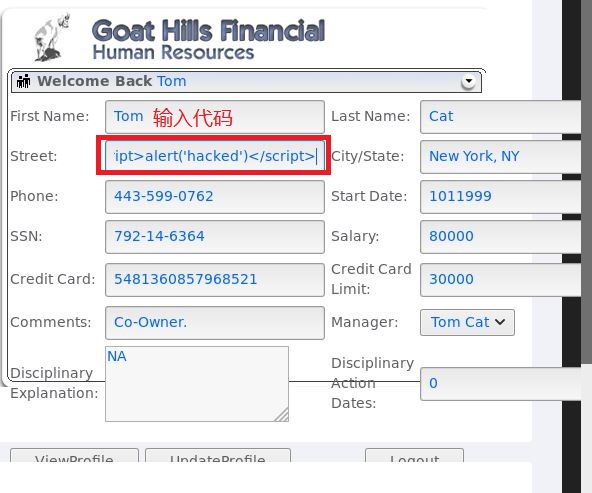 Goat Hills Financial
Human Resources
Welcome Back Tom
First Name: Tom 输入代码 Last Name: Cat
Street: ipt>alert('hacked')</script> City/State: New York, NY
Phone: 443-599-0762 Start Date: 1011999
SSN: 792-14-6364 Salary: 80000
Credit Card: 5481360857968521 Credit Card Limit: 30000
Comments: Co-Owner. Manager: Tom Cat
Disciplinary Explanation: NA Disciplinary Action Dates: 0
ViewProfile UpdateProfile Logout